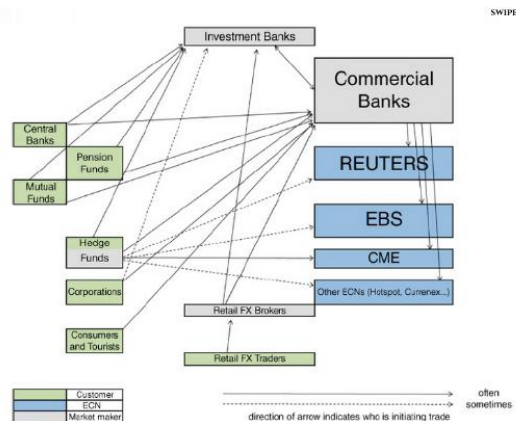 SWIPE
Investment Banks
Commercial
Banks
Central
Banks
Pension
Funds
Mutual
Funds
REUTERS
EBS
Hedge
Funds
CME
Corporations
Other ECNs (Hotspot, Currenex...)
Retail FX Brokers
Consumers
and Tourists
Retail FX Traders
Customer
ECN
Market maker
often
sometimes
direction of arrow indicates who is initiating trade